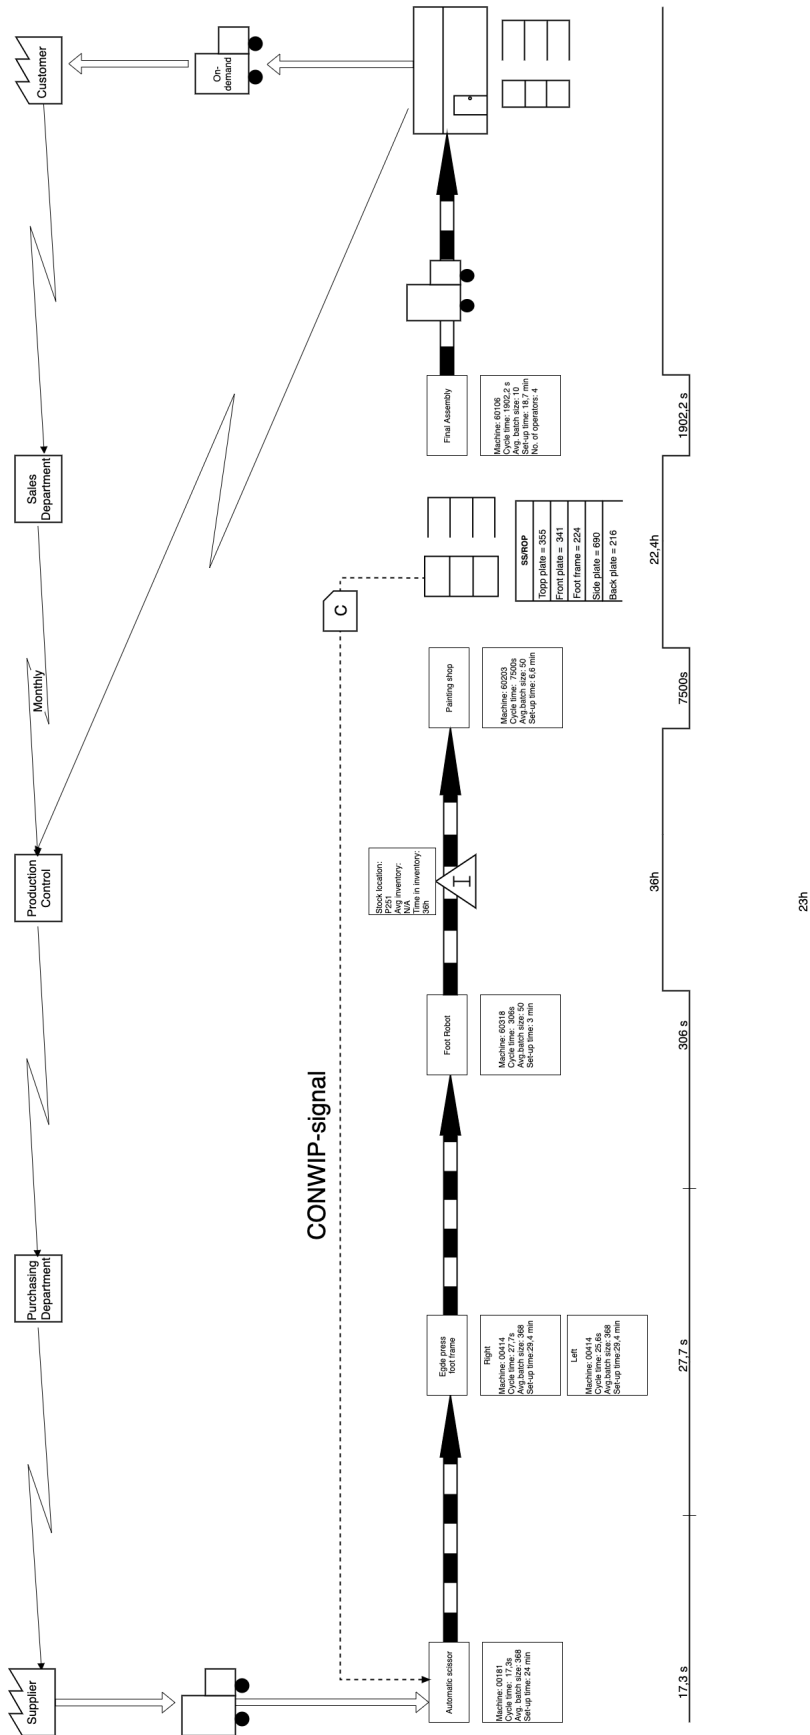 Supplier
Purchasing
Department
Production
Control
Monthly
Sales
Department
Customer
On-
demand
CONWIP-signal
C
Automatic scissor
Machine: 00181
Cycle time: 17,3s
Avg. batch size: 368
Set-up time: 24 min
Egde press
foot frame
Right
Machine: 00414
Cycle time: 27,7s
Avg.batch size: 368
Set-up time:29,4 min
Left
Machine: 00414
Cycle time: 25,6s
Avg.batch size: 368
Set-up time:29,4 min
Foot Robot
Machine: 60318
Cycle time: 306s
Avg.batch size: 50
Set-up time: 3 min
Stock location:
P251
Avg inventory:
N/A
Time in inventory:
36h
I
Painting shop
Machine: 60203
Cycle time: 7500s
Avg.batch size: 50
Set-up time: 6,6 min
SS/ROP
Topp plate = 355
Front plate = 341
Foot frame = 224
Side plate = 690
Back plate = 216
Final Assembly
Machine: 60106
Cycle time: 1902,2 s
Avg. batch size: 10
Set-up time: 18,7 min
No. of operators: 4
17,3 s
27,7 s
306 s
36h
7500s
22,4h
1902,2 s
23h